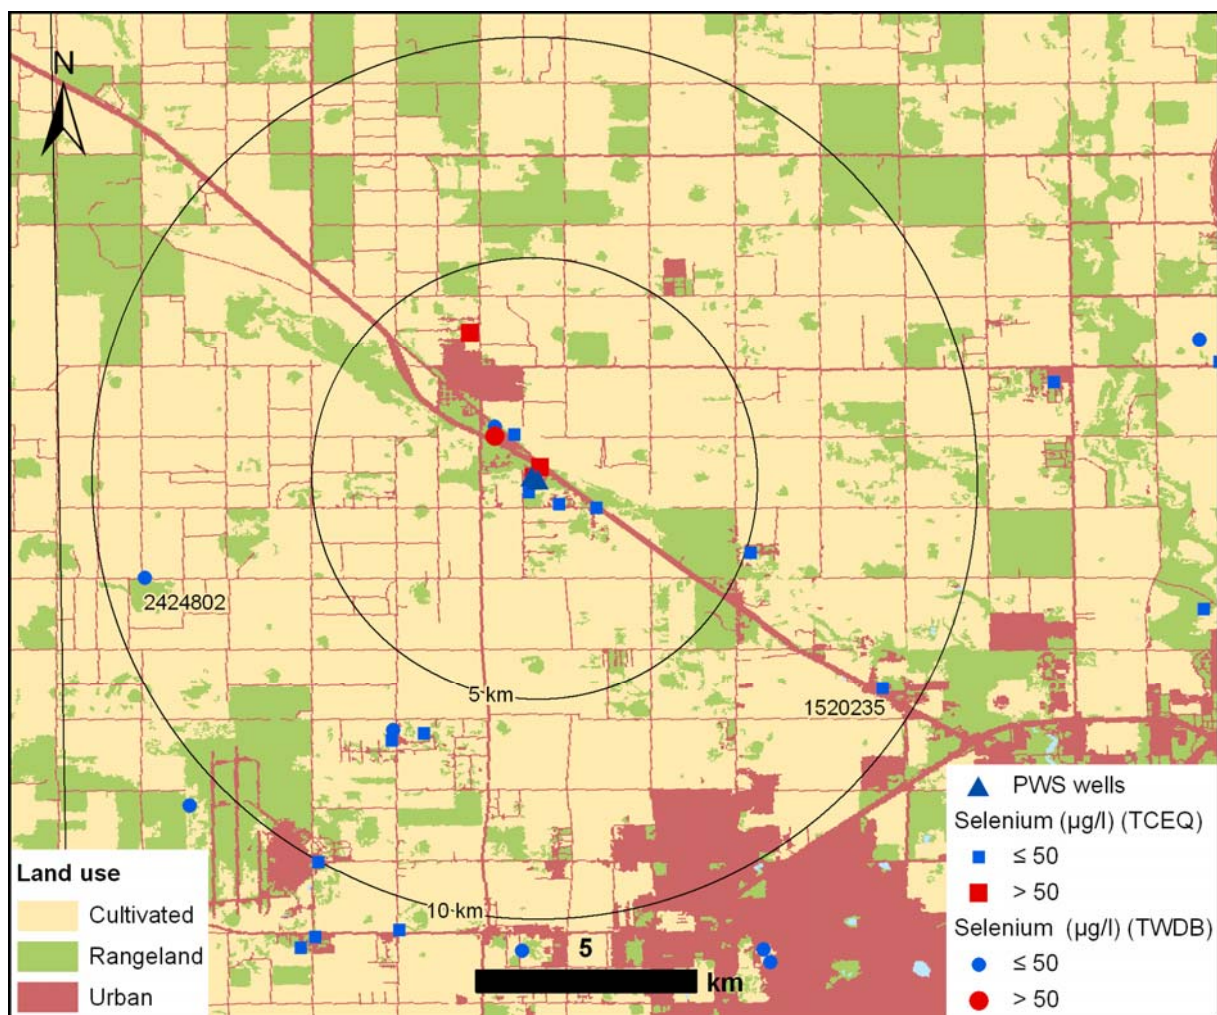 N
2424802
5 km
1520235
10 km
5
km
Land use
Cultivated
Rangeland
Urban
PWS wells
Selenium (µg/l) (TCEQ)
≤ 50
> 50
Selenium (µg/l) (TWDB)
≤ 50
> 50